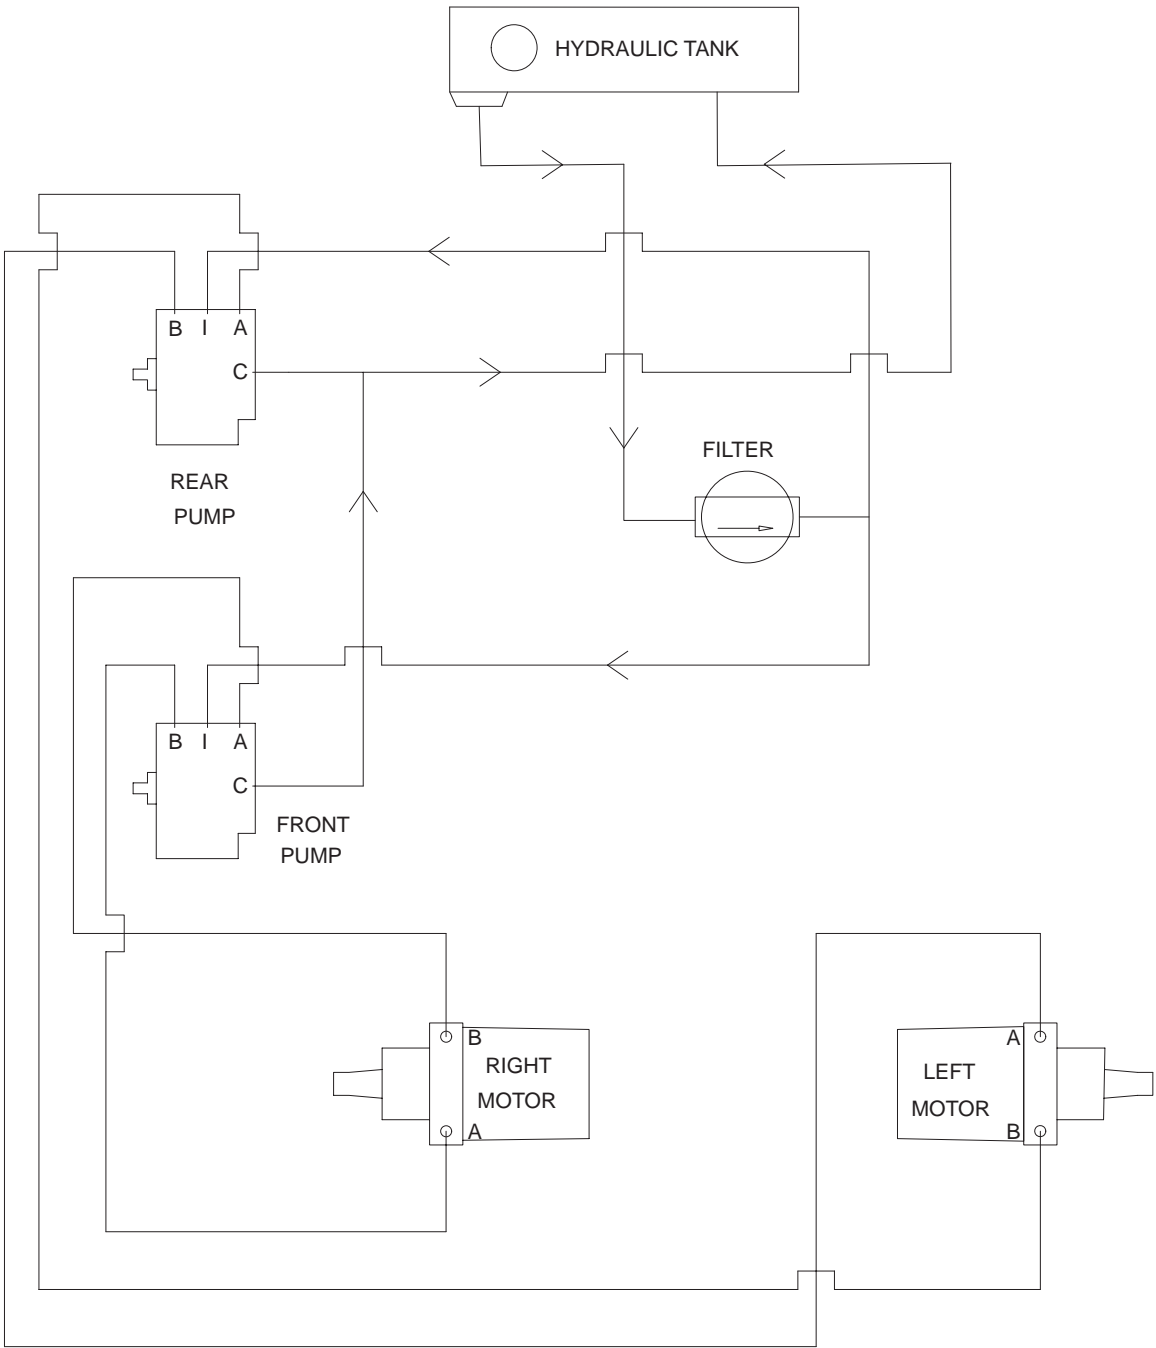 HYDRAULIC TANK
B I A
C
REAR
PUMP
FILTER
B I A
C
FRONT
PUMP
B
RIGHT
MOTOR
A
A
LEFT
MOTOR
B